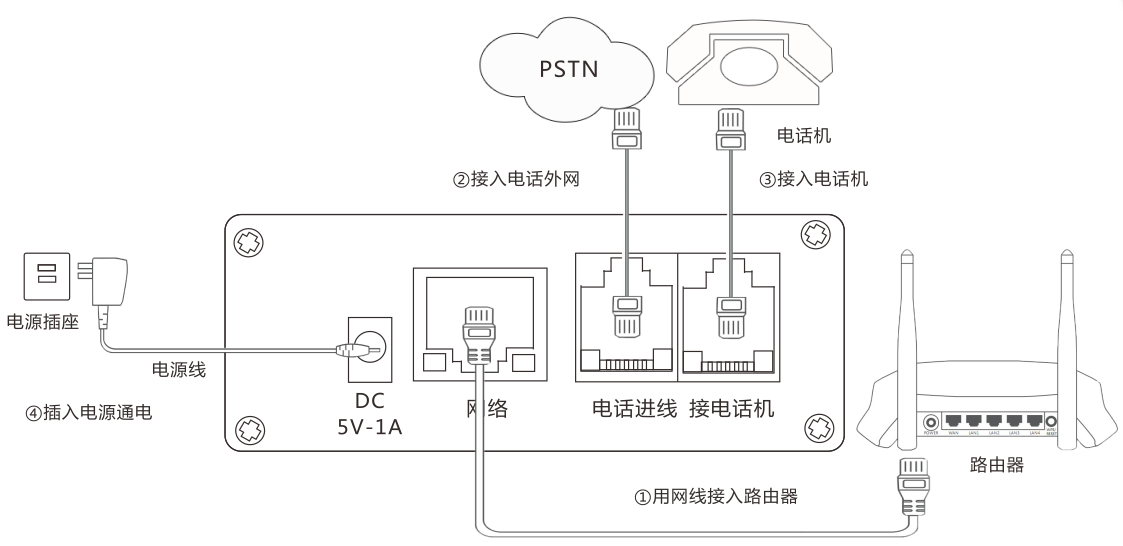 PSTN
电话机
②接入电话外网
③接入电话机
电源插座
电源线
④插入电源通电
DC
5V-1A
网络
电话进线
接电话机
POWER
WAN
LAN1
LAN2
LAN3
LAN4
路由器
①用网线接入路由器